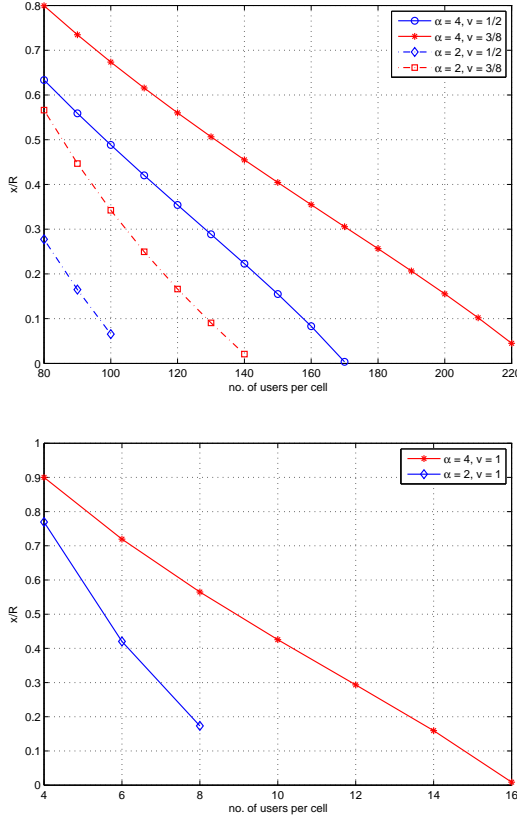 0.8
0.7
0.6
0.5
0.4
0.3
0.2
0.1
0
x/R
80 100 120 140 160 180 200 220
no. of users per cell
α = 4, v = 1/2
α = 4, v = 3/8
α = 2, v = 1/2
α = 2, v = 3/8
1
0.9
0.8
0.7
0.6
0.5
0.4
0.3
0.2
0.1
0
x/R
4 6 8 10 12 14 16
no. of users per cell
α = 4, v = 1
α = 2, v = 1